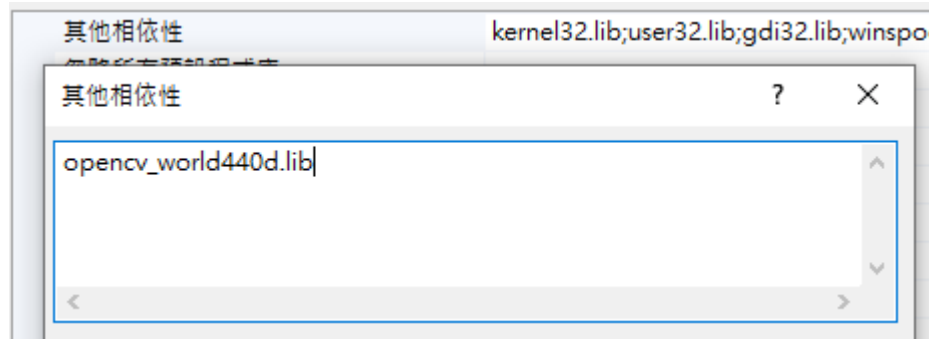 其他相依性
kernel32.lib;user32.lib;gdi32.lib;winspo
其他相依性
?
opencv_world440d.lib